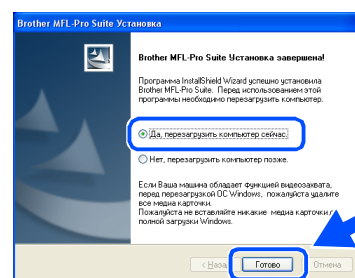 Brother MFL-Pro Suite Установка
Brother MFL-Pro Suite Установка завершена!
Программа InstallShield Wizard успешно установила
Brother MFL-Pro Suite. Перед использованием этой
программы необходимо перезагрузить компьютер.
Да, перезагрузить компьютер сейчас.
Нет, перезагрузить компьютер позже.
Если Ваша машина обладает функцией видеозахвата,
перед перезагрузкой ОС Windows, пожалуйста удалите
все медиа карточки.
Пожалуйста не вставляйте никакие медиа карточки
полной загрузки Windows.
Готово
Отмена